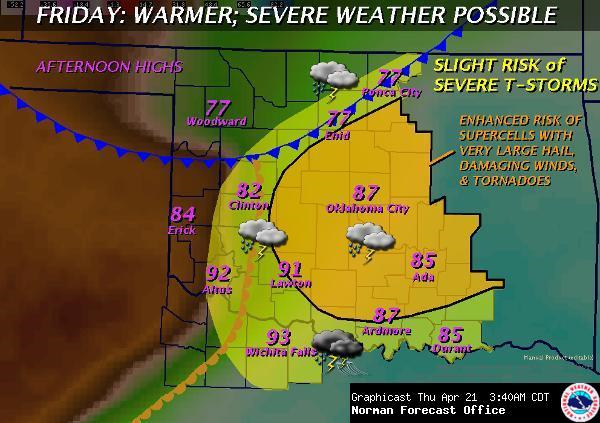 FRIDAY: WARMER; SEVERE WEATHER POSSIBLE
AFTERNOON HIGHS
SLIGHT RISK of
SEVERE T-STORMS
77
Ponca City
77
Woodward
77
Enid
ENHANCED RISK OF
SUPERCELLS WITH
VERY LARGE HAIL,
DAMAGING WINDS,
& TORNADOES
82
Clinton
87
Oklahoma City
84
Erick
92
Altus
91
Lawton
85
Ada
87
Ardmore
85
Durant
93
Wichita Falls
Graphicast Thu Apr 21 3:40AM CDT
Norman Forecast Office